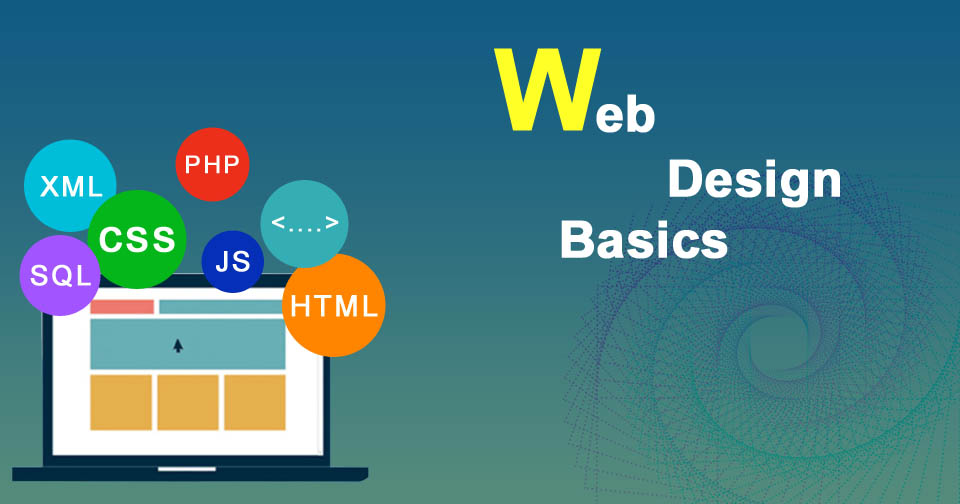 Web
Design
Basics
PHP
XML
CSS
<....>
JS
SQL
HTML